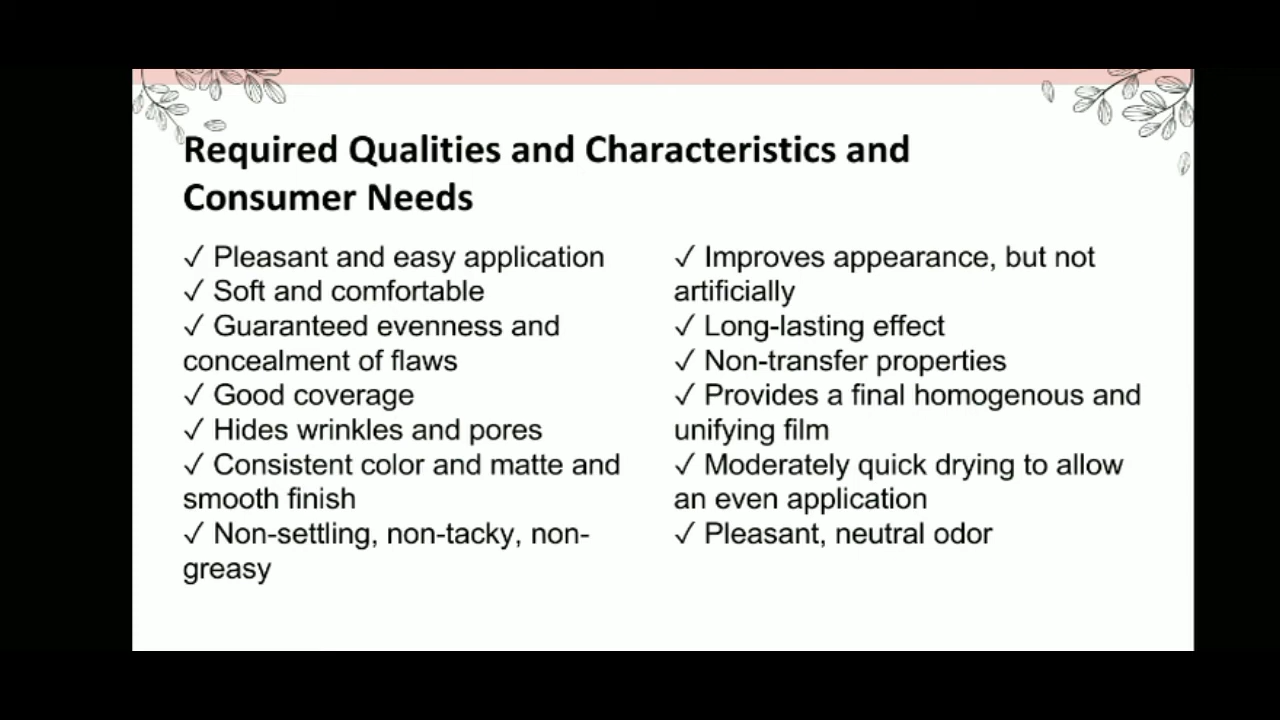 Required Qualities and Characteristics and
Consumer Needs
✓ Pleasant and easy application
✓ Soft and comfortable
✓ Guaranteed evenness and
concealment of flaws
✓ Good coverage
✓ Hides wrinkles and pores
✓ Consistent color and matte and
smooth finish
✓ Non-settling, non-tacky, non-
greasy
✓ Improves appearance, but not
artificially
✓ Long-lasting effect
✓ Non-transfer properties
✓ Provides a final homogenous and
unifying film
✓ Moderately quick drying to allow
an even application
✓ Pleasant, neutral odor